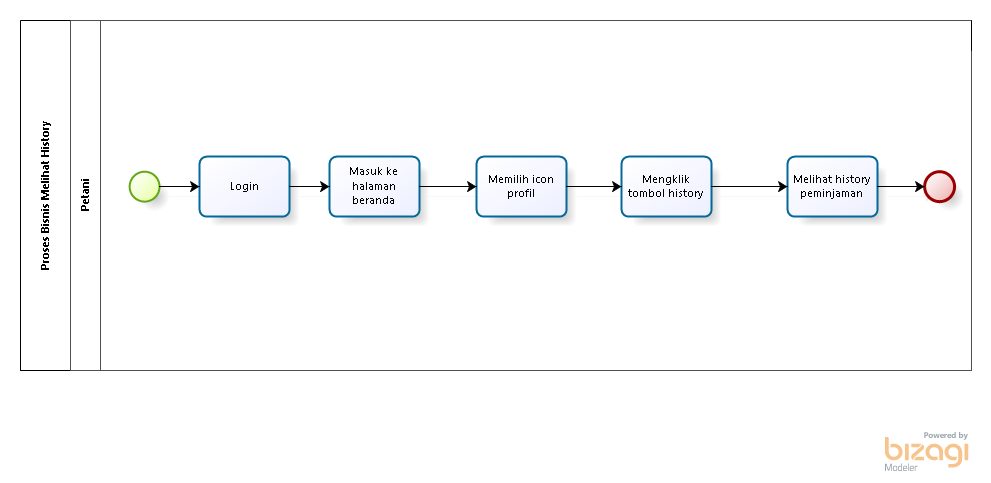 Proses Bisnis Melihat History
Petani
Login
Masuk ke
halaman
beranda
Memilih icon
profil
Mengklik
tombol history
Melihat history
peminjaman
Powered by
bizagi
Modeler